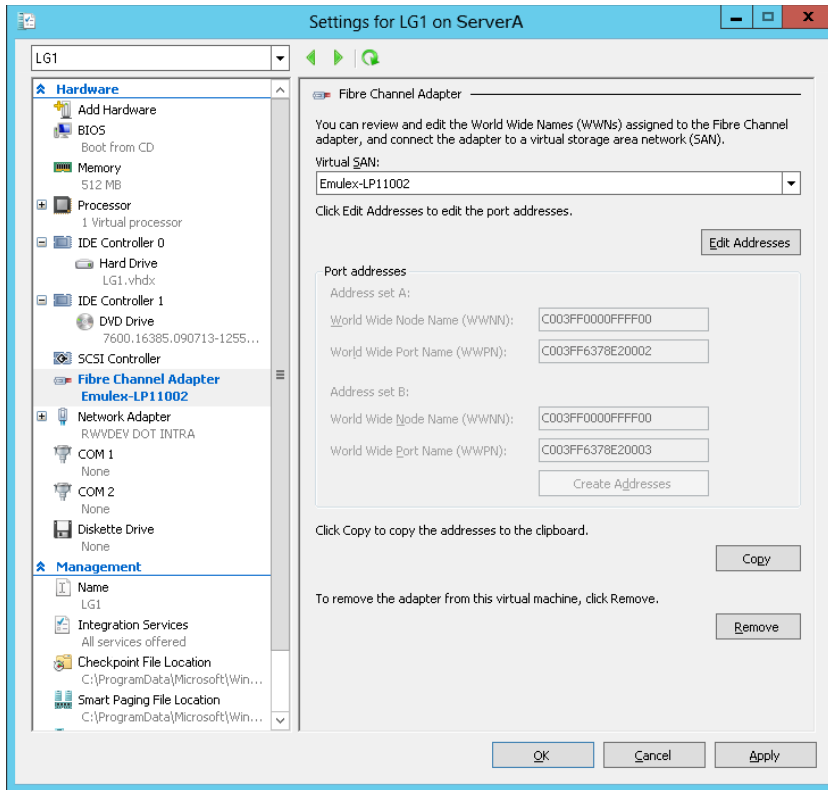 Settings for LG1 on ServerA
LG1
Hardware
Add Hardware
BIOS
Boot from CD
Memory
512 MB
Processor
1 Virtual processor
IDE Controller 0
Hard Drive
LG1.vhdx
IDE Controller 1
DVD Drive
7600.16385.090713-1255...
SCSI Controller
Fibre Channel Adapter
Emulex-LP11002
Network Adapter
RWVDEV DOT INTRA
COM 1
None
COM 2
None
Diskette Drive
None
Management
Name
LG1
Integration Services
All services offered
Checkpoint File Location
C:\ProgramData\Microsoft\Win...
Smart Paging File Location
C:\ProgramData\Microsoft\Win...
Fibre Channel Adapter
You can review and edit the World Wide Names (WWNs) assigned to the Fibre Channel
adapter, and connect the adapter to a virtual storage area network (SAN).
Virtual SAN:
Emulex-LP11002
Click Edit Addresses to edit the port addresses.
Edit Addresses
Port addresses
Address set A:
World Wide Node Name (WWNN): C003FF0000FFFF00
World Wide Port Name (WWPN): C003FF6378E20002
Address set B:
World Wide Node Name (WWNN): C003FF0000FFFF00
World Wide Port Name (WWPN): C003FF6378E20003
Create Addresses
Click Copy to copy the addresses to the clipboard.
Copy
To remove the adapter from this virtual machine, click Remove.
Remove
OK Cancel Apply